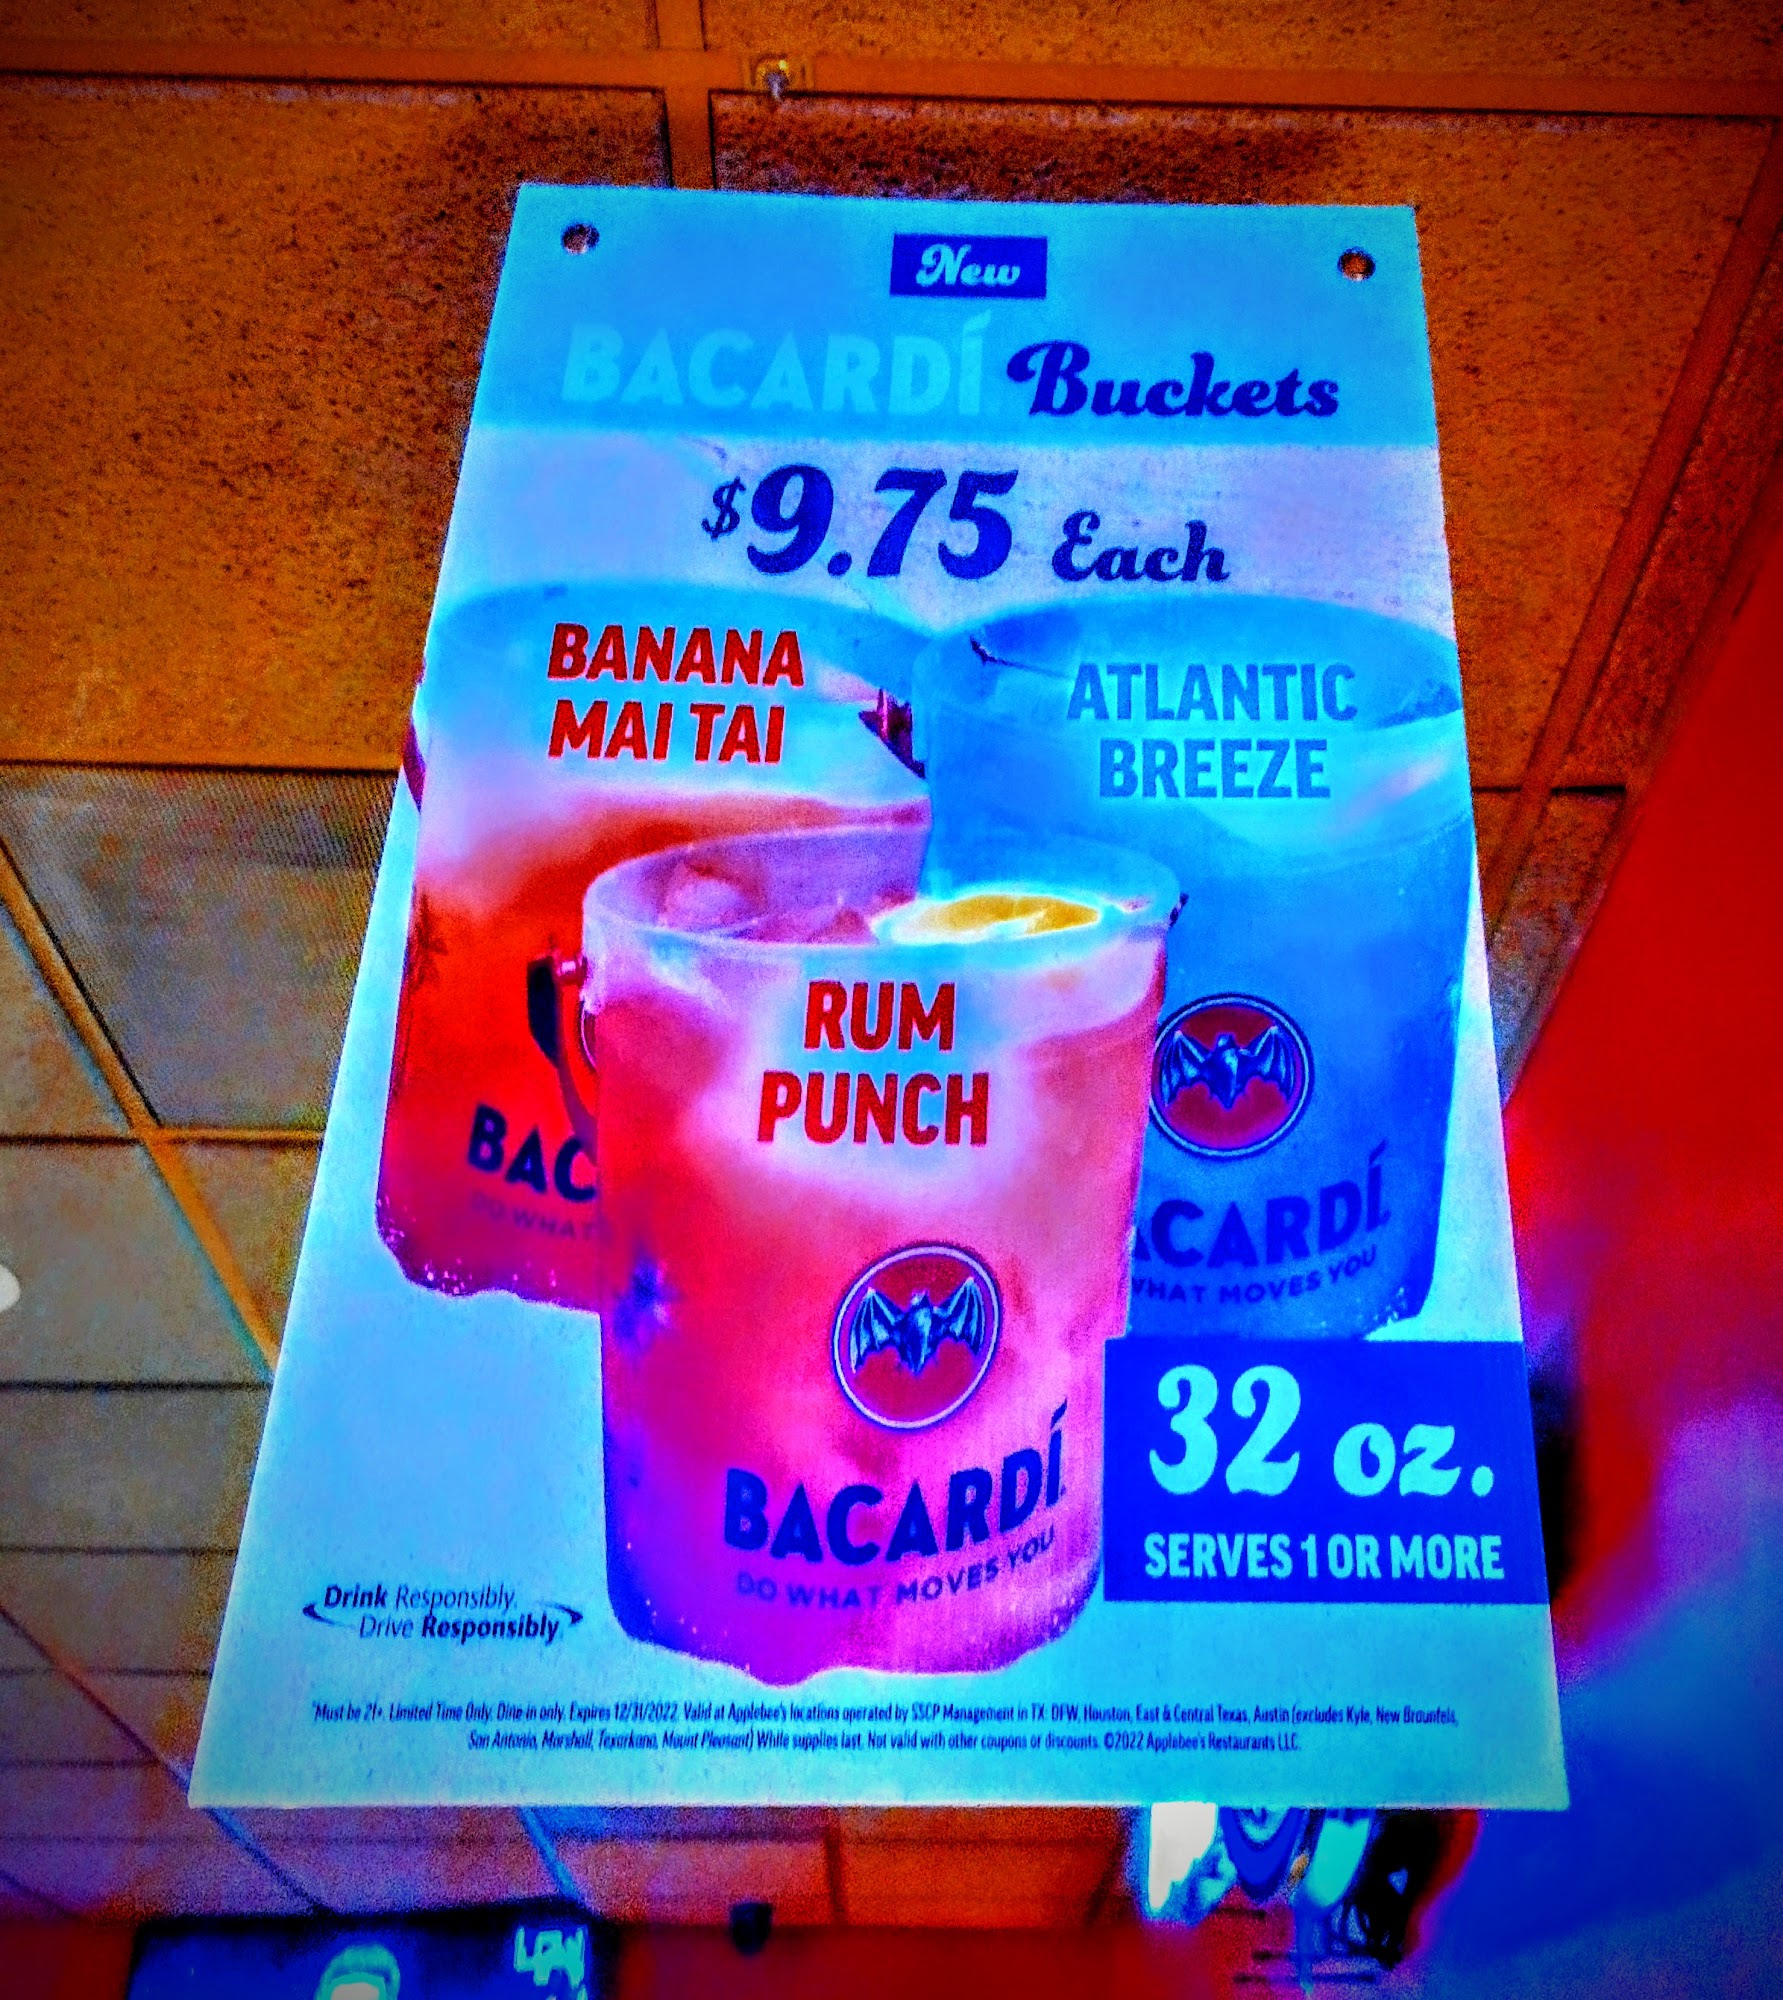 New
BACARDÍ Buckets
$9.75 Each
BANANA
MAI TAI
ATLANTIC
BREEZE
RUM
PUNCH
BAC
DO WHAT
ACARDÍ
WHAT MOVES YOU
BACARDÍ
DO WHAT MOVES YOU
32 oz.
SERVES 1 OR MORE
Drink Responsibly.
Drive Responsibly
*Must be 21+. Limited Time Only. Dine in only. Expires 12/31/2022. Valid at Applebee's locations operated by SSCP Management in TX: DFW, Houston, East & Central Texas, Austin (excludes Kyle, New Braunfels,
San Antonio, Marshall, Texarkana, Mount Pleasant) While supplies last. Not valid with other coupons or discounts. ©2022 Applebee's Restaurants LLC.